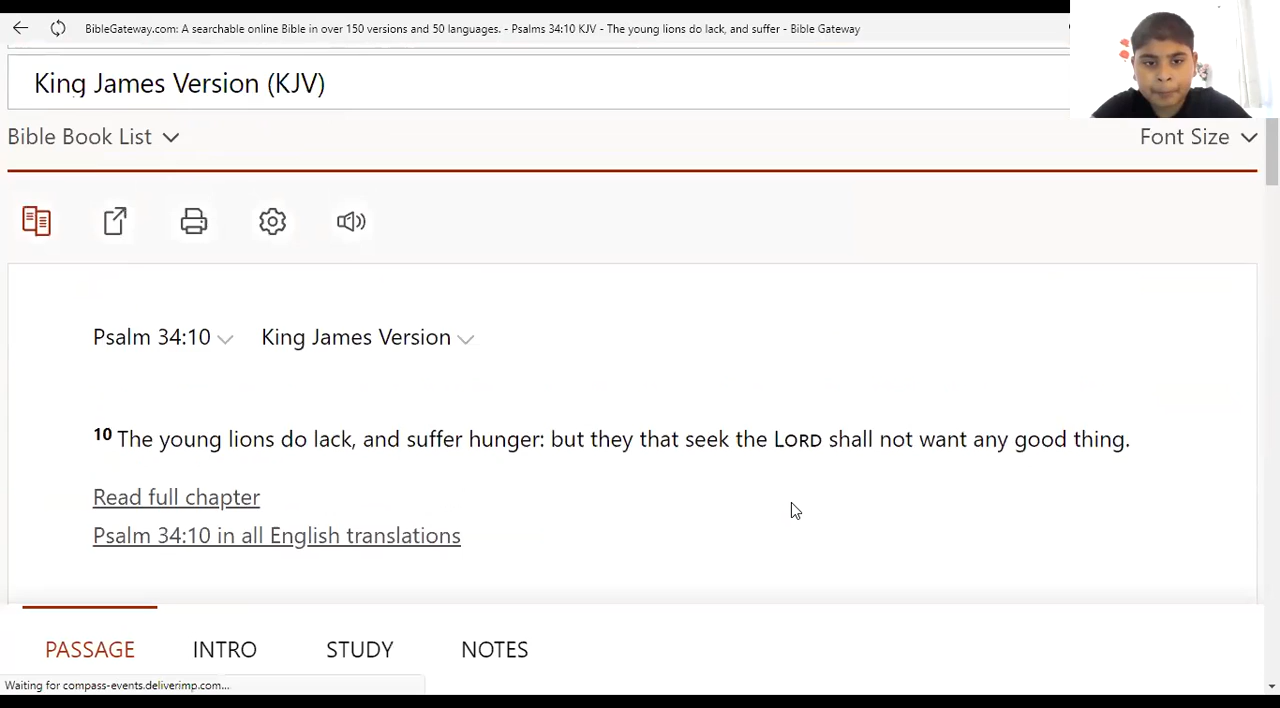 BibleGateway.com: A searchable online Bible in over 150 versions and 50 languages. - Psalms 34:10 KJV - The young lions do lack, and suffer - Bible Gateway
King James Version (KJV)
Bible Book List
Font Size
Psalm 34:10 King James Version
10 The young lions do lack, and suffer hunger: but they that seek the LORD shall not want any good thing.
Read full chapter
Psalm 34:10 in all English translations
PASSAGE INTRO STUDY NOTES
Waiting for compass-events.deliverimp.com...